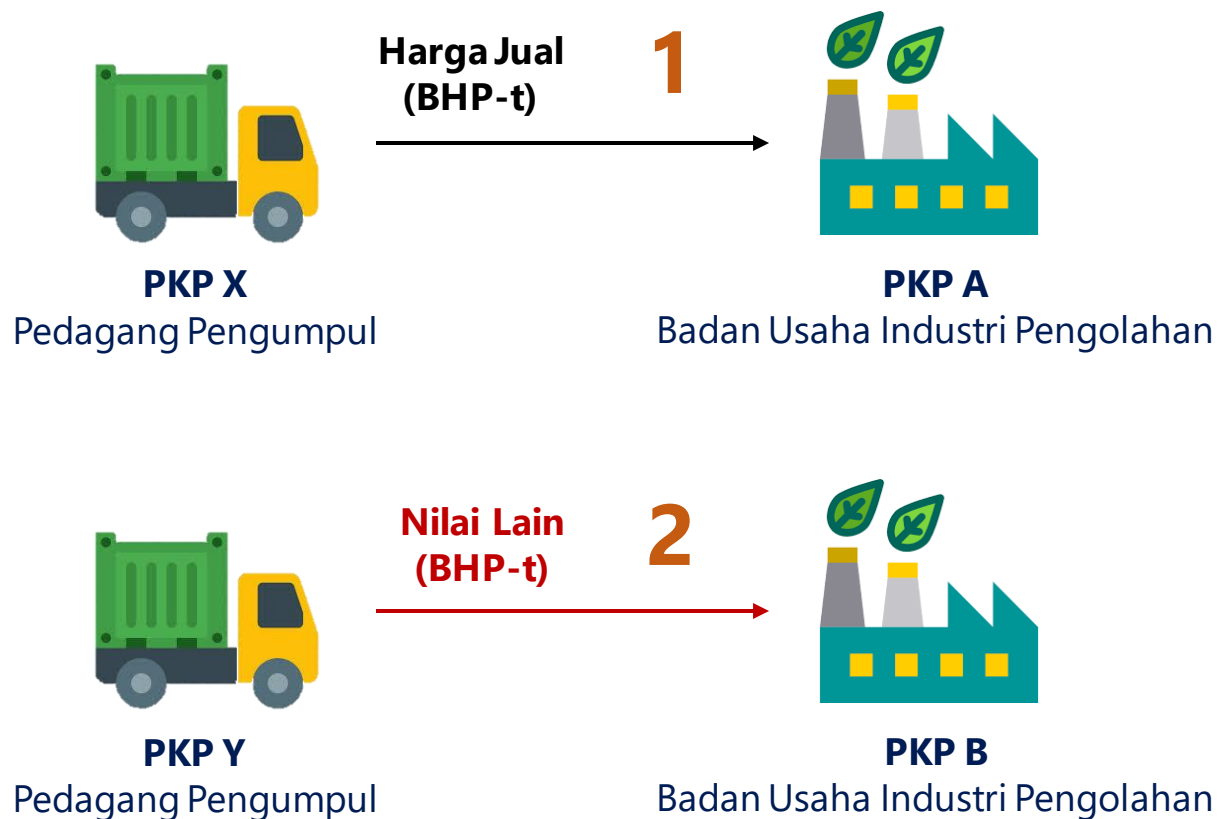 Harga Jual
(BHP-t)
1
PKP X
Pedagang Pengumpul
PKP A
Badan Usaha Industri Pengolahan
Nilai Lain
(BHP-t)
2
PKP Y
Pedagang Pengumpul
PKP B
Badan Usaha Industri Pengolahan